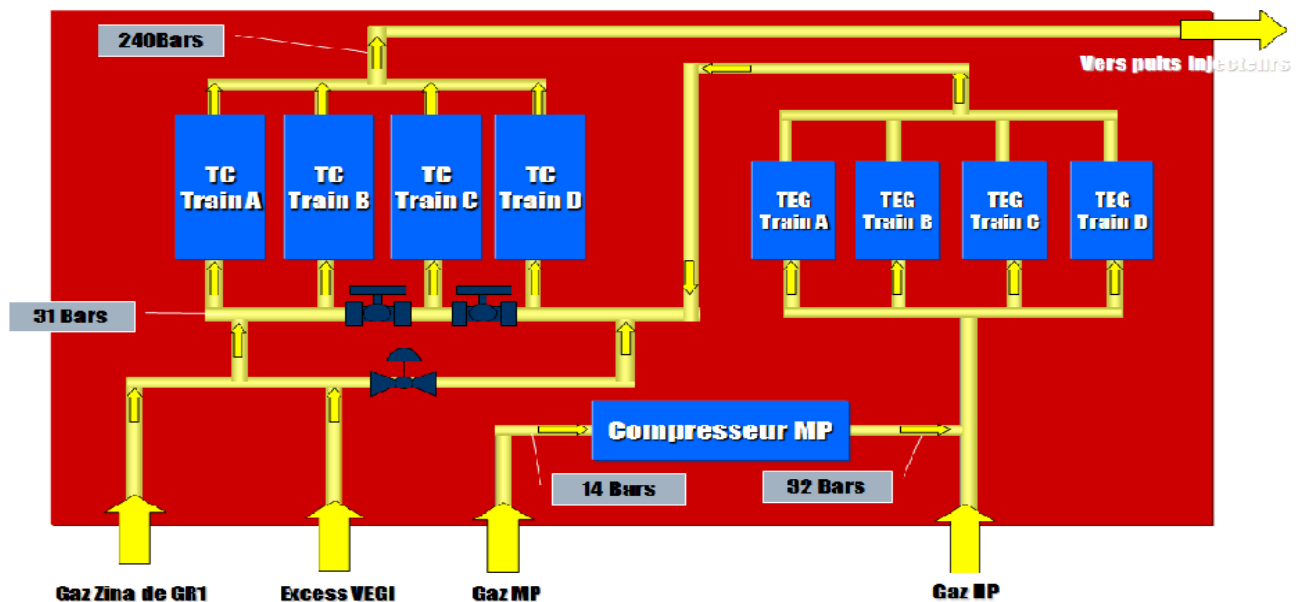 240Bars
Vers puits injecteurs
TC
Train A
TC
Train B
TC
Train C
TC
Train D
TEG
Train A
TEG
Train B
TEG
Train C
TEG
Train D
31 Bars
Compresseur MP
14 Bars
32 Bars
Gaz Zina de GR1
Excess VEGI
Gaz MP
Gaz HP